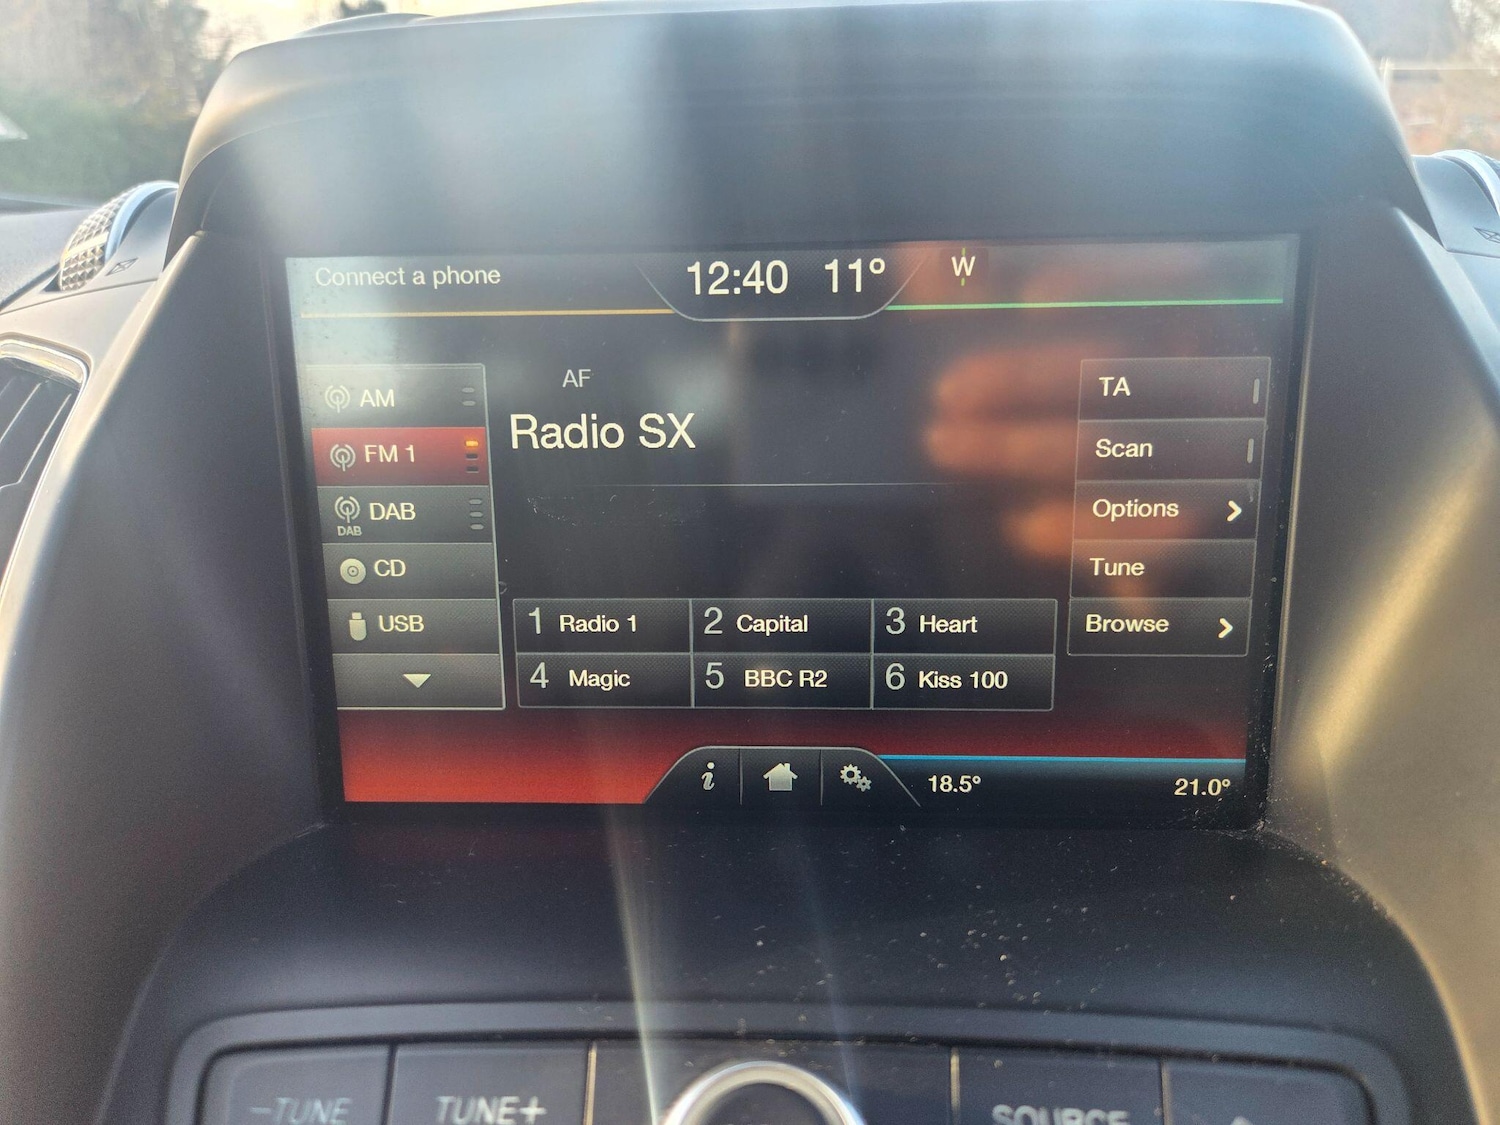 Connect a phone
12:40 11°
W
AM
FM 1
DAB
DAB
CD
USB
AF
Radio SX
1 Radio 1
2 Capital
3 Heart
4 Magic
5 BBC R2
6 Kiss 100
TA
Scan
Options
Tune
Browse
i
18.5°
21.0°
-TUNE
TUNE+
SOURCE